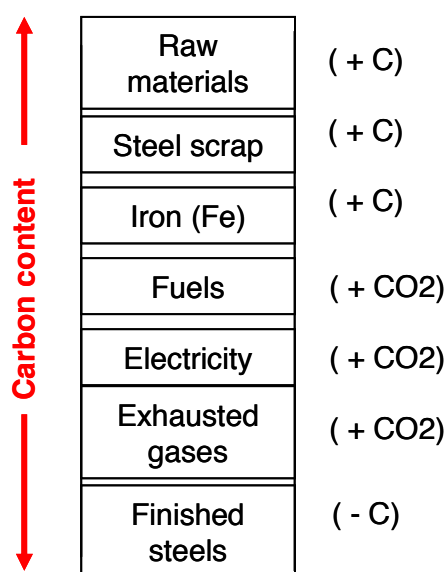 Raw
materials
( + C)
Steel scrap
( + C)
Iron (Fe)
( + C)
Fuels
( + CO2)
Electricity
( + CO2)
Exhausted
gases
( + CO2)
Finished
steels
( - C)
Carbon content